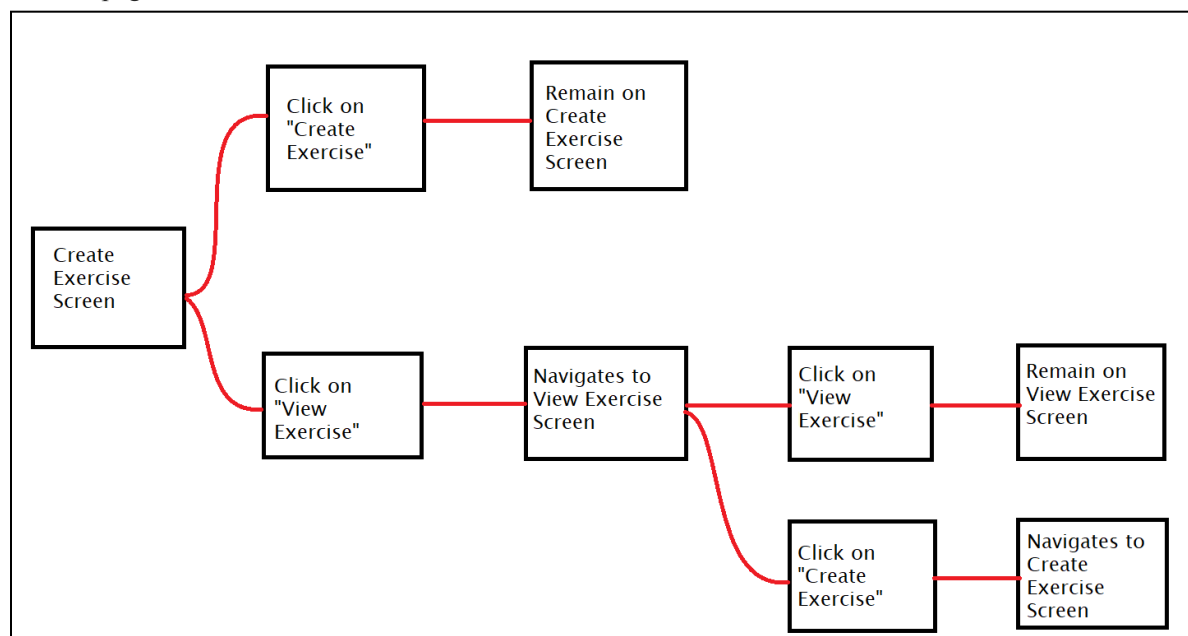 Click on
"Create
Exercise"
Remain on
Create
Exercise
Screen
Create
Exercise
Screen
Click on
"View
Exercise"
Navigates to
View Exercise
Screen
Click on
"View
Exercise"
Remain on
View Exercise
Screen
Click on
"Create
Exercise"
Navigates to
Create
Exercise
Screen